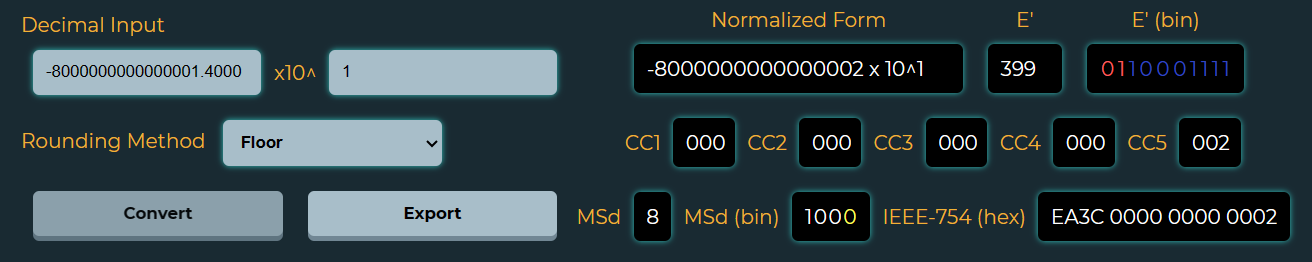 Decimal Input
-8000000000000001.4000 x10^ 1
Rounding Method Floor
Convert Export
Normalized Form E' E' (bin)
-8000000000000002 x 10^1 399 0110001111
CC1 000 CC2 000 CC3 000 CC4 000 CC5 002
MSd 8 MSd (bin) 1000 IEEE-754 (hex) EA3C 0000 0000 0002